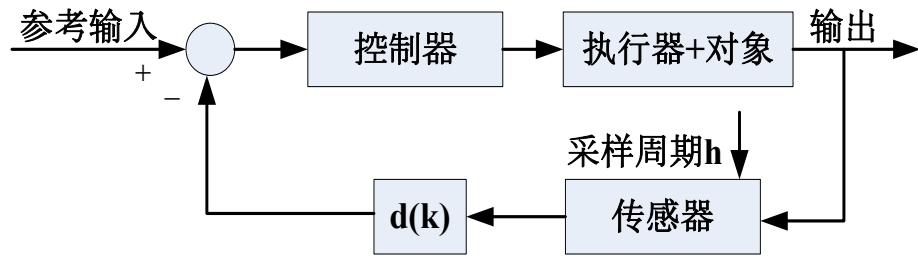 参考输入
+
−
控制器
执行器+对象
输出
采样周期h
d(k)
传感器